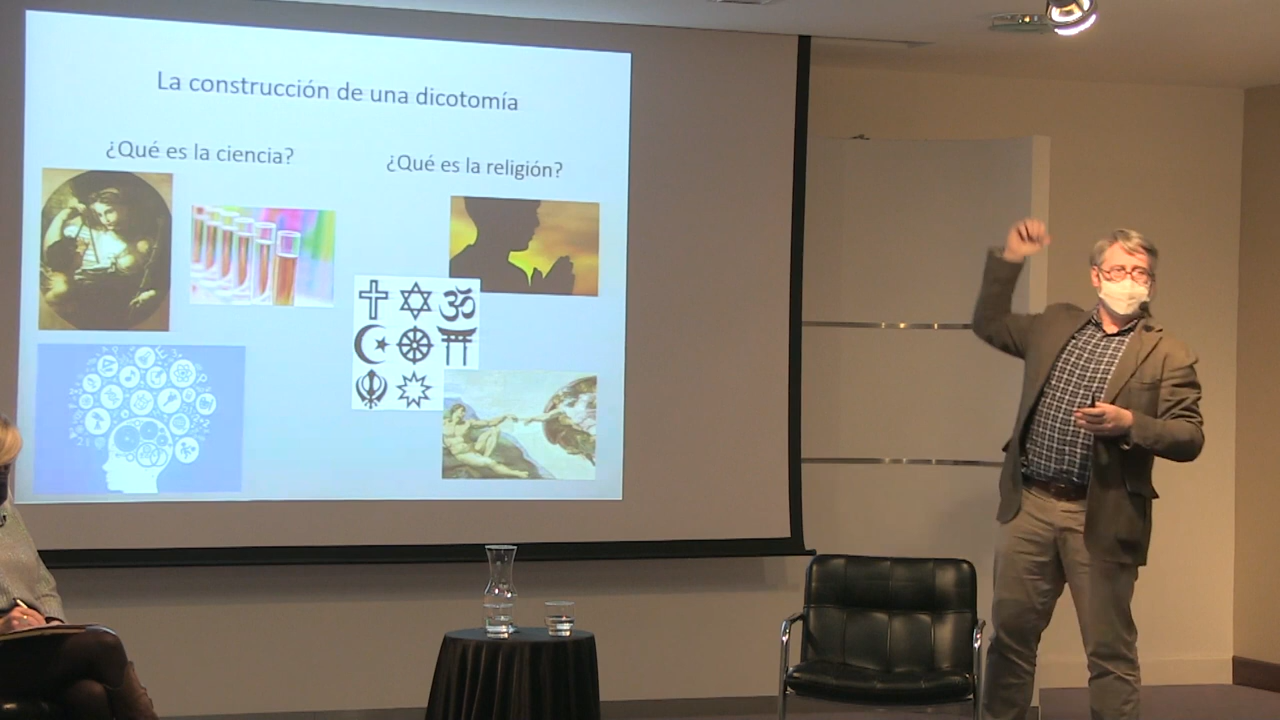 La construcción de una dicotomía
¿Qué es la ciencia?
¿Qué es la religión?